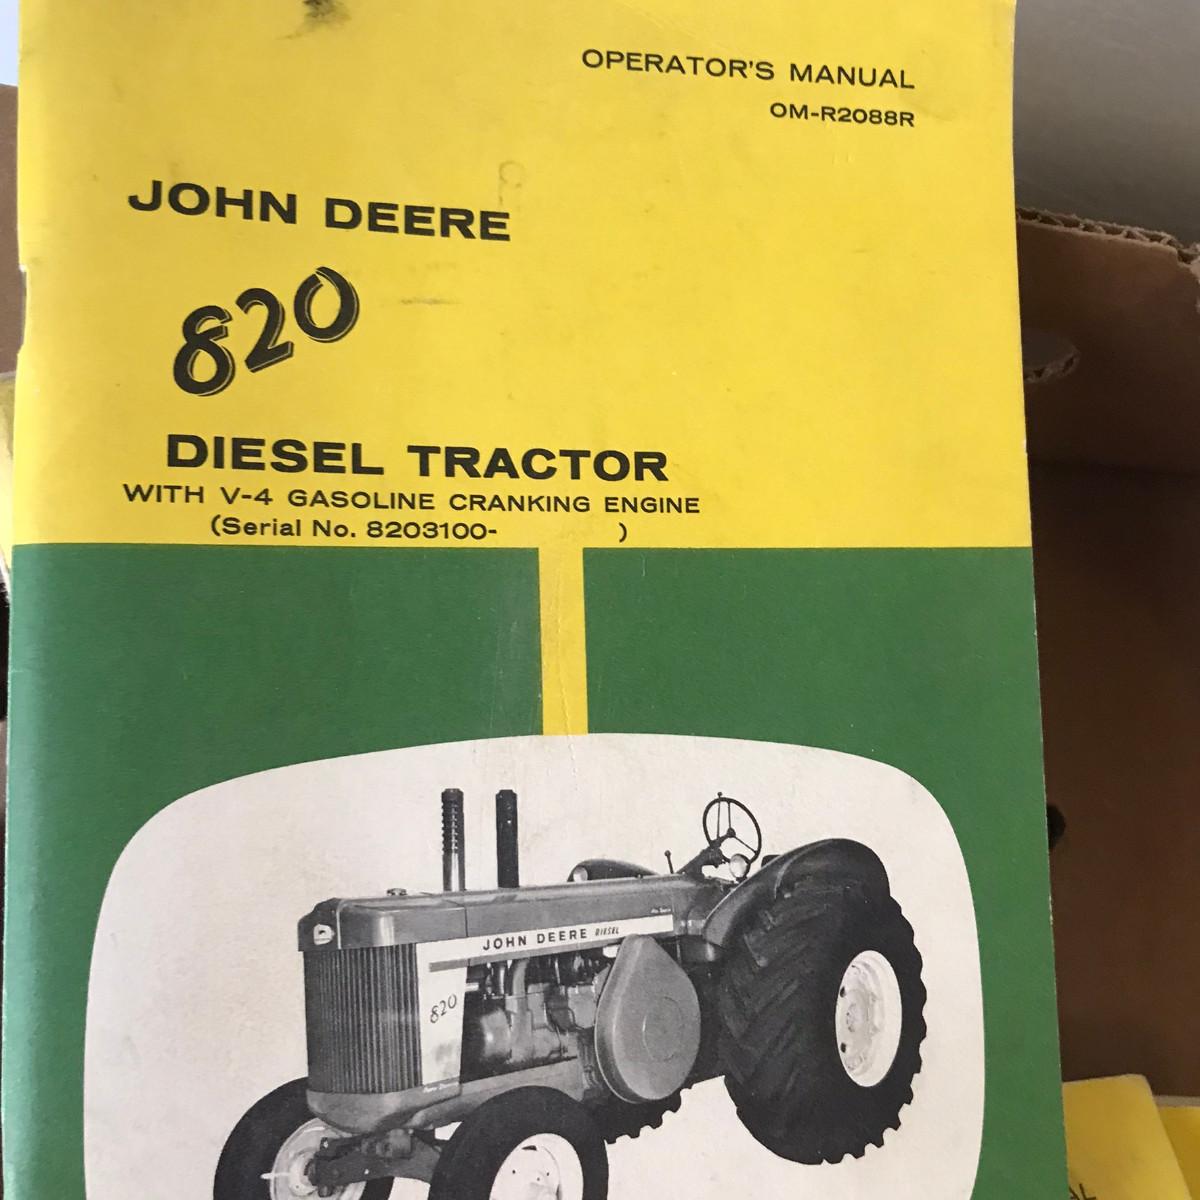 OPERATOR'S MANUAL
OM-R2088R
JOHN DEERE
820
DIESEL TRACTOR
WITH V-4 GASOLINE CRANKING ENGINE
(Serial No. 8203100- )
JOHN DEERE DIESEL
820
AL